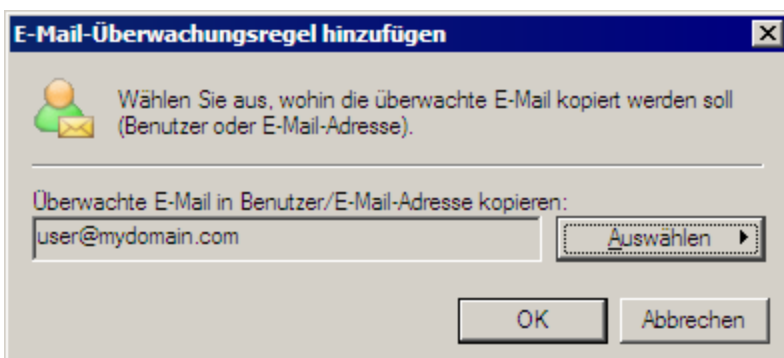 E-Mail-Überwachungsregel hinzufügen
Wählen Sie aus, wohin die überwachte E-Mail kopiert werden soll
(Benutzer oder E-Mail-Adresse).
Überwachte E-Mail in Benutzer/E-Mail-Adresse kopieren:
user@mydomain.com
Auswählen
OK
Abbrechen